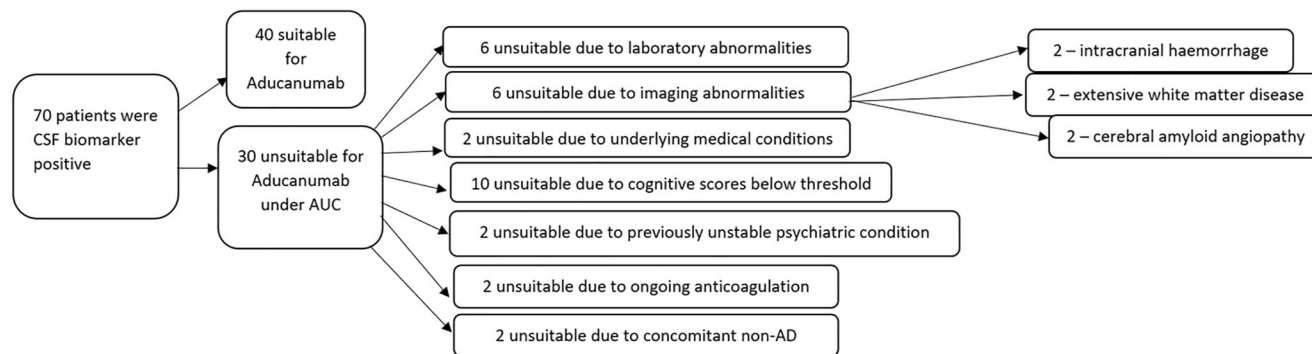 70 patients were
CSF biomarker
positive
40 suitable
for
Aducanumab
30 unsuitable for
Aducanumab
under AUC
6 unsuitable due to laboratory abnormalities
6 unsuitable due to imaging abnormalities
2 unsuitable due to underlying medical conditions
10 unsuitable due to cognitive scores below threshold
2 unsuitable due to previously unstable psychiatric condition
2 unsuitable due to ongoing anticoagulation
2 unsuitable due to concomitant non-AD
2 – intracranial haemorrhage
2 – extensive white matter disease
2 – cerebral amyloid angiopathy